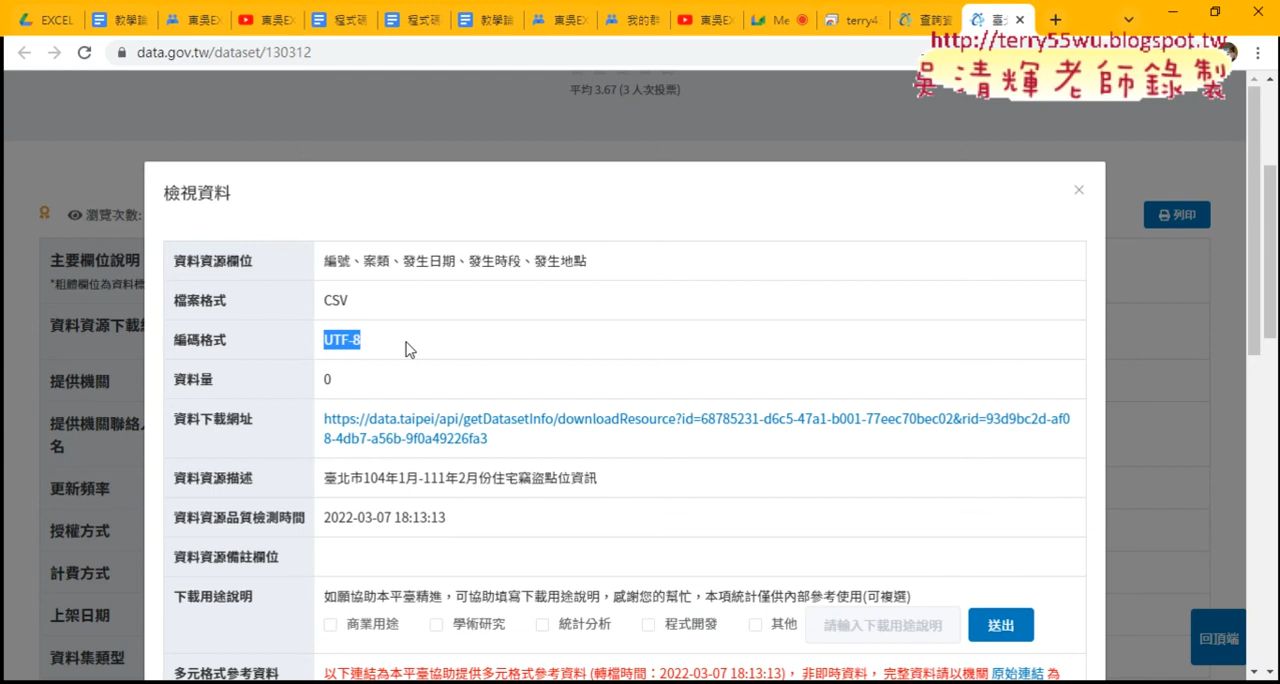 EXCEL
教學論
東吳EX
東吳EX
程式碼
程式碼
教學論
東吳EX
我的群
東吳EX
Me
terry4
查詢資
臺北
data.gov.tw/dataset/130312
http://terry55wu.blogspot.tw
吳清輝老師錄製
平均 3.67 (3 人次投票)
檢視資料
瀏覽次數:
列印
主要欄位說明
*粗體欄位為資料標
資料資源下載
提供機關
提供機關聯絡人
名
更新頻率
授權方式
計費方式
上架日期
資料集類型
資料資源欄位 編號、案類、發生日期、發生時段、發生地點
檔案格式 CSV
編碼格式 UTF-8
資料量 0
資料下載網址 https://data.taipei/api/getDatasetInfo/downloadResource?id=68785231-d6c5-47a1-b001-77eec70bec02&rid=93d9bc2d-af0
8-4db7-a56b-9f0a49226fa3
資料資源描述 臺北市104年1月-111年2月份住宅竊盜點位資訊
資料資源品質檢測時間 2022-03-07 18:13:13
資料資源備註欄位
下載用途說明 如願協助本平臺精進，可協助填寫下載用途說明，感謝您的幫忙，本項統計僅供內部參考使用(可複選)
商業用途 學術研究 統計分析 程式開發 其他 請輸入下載用途說明 送出
回頂端
多元格式參考資料 以下連結為本平臺協助提供多元格式參考資料 (轉檔時間：2022-03-07 18:13:13)， 非即時資料， 完整資料請以機關 原始連結 為